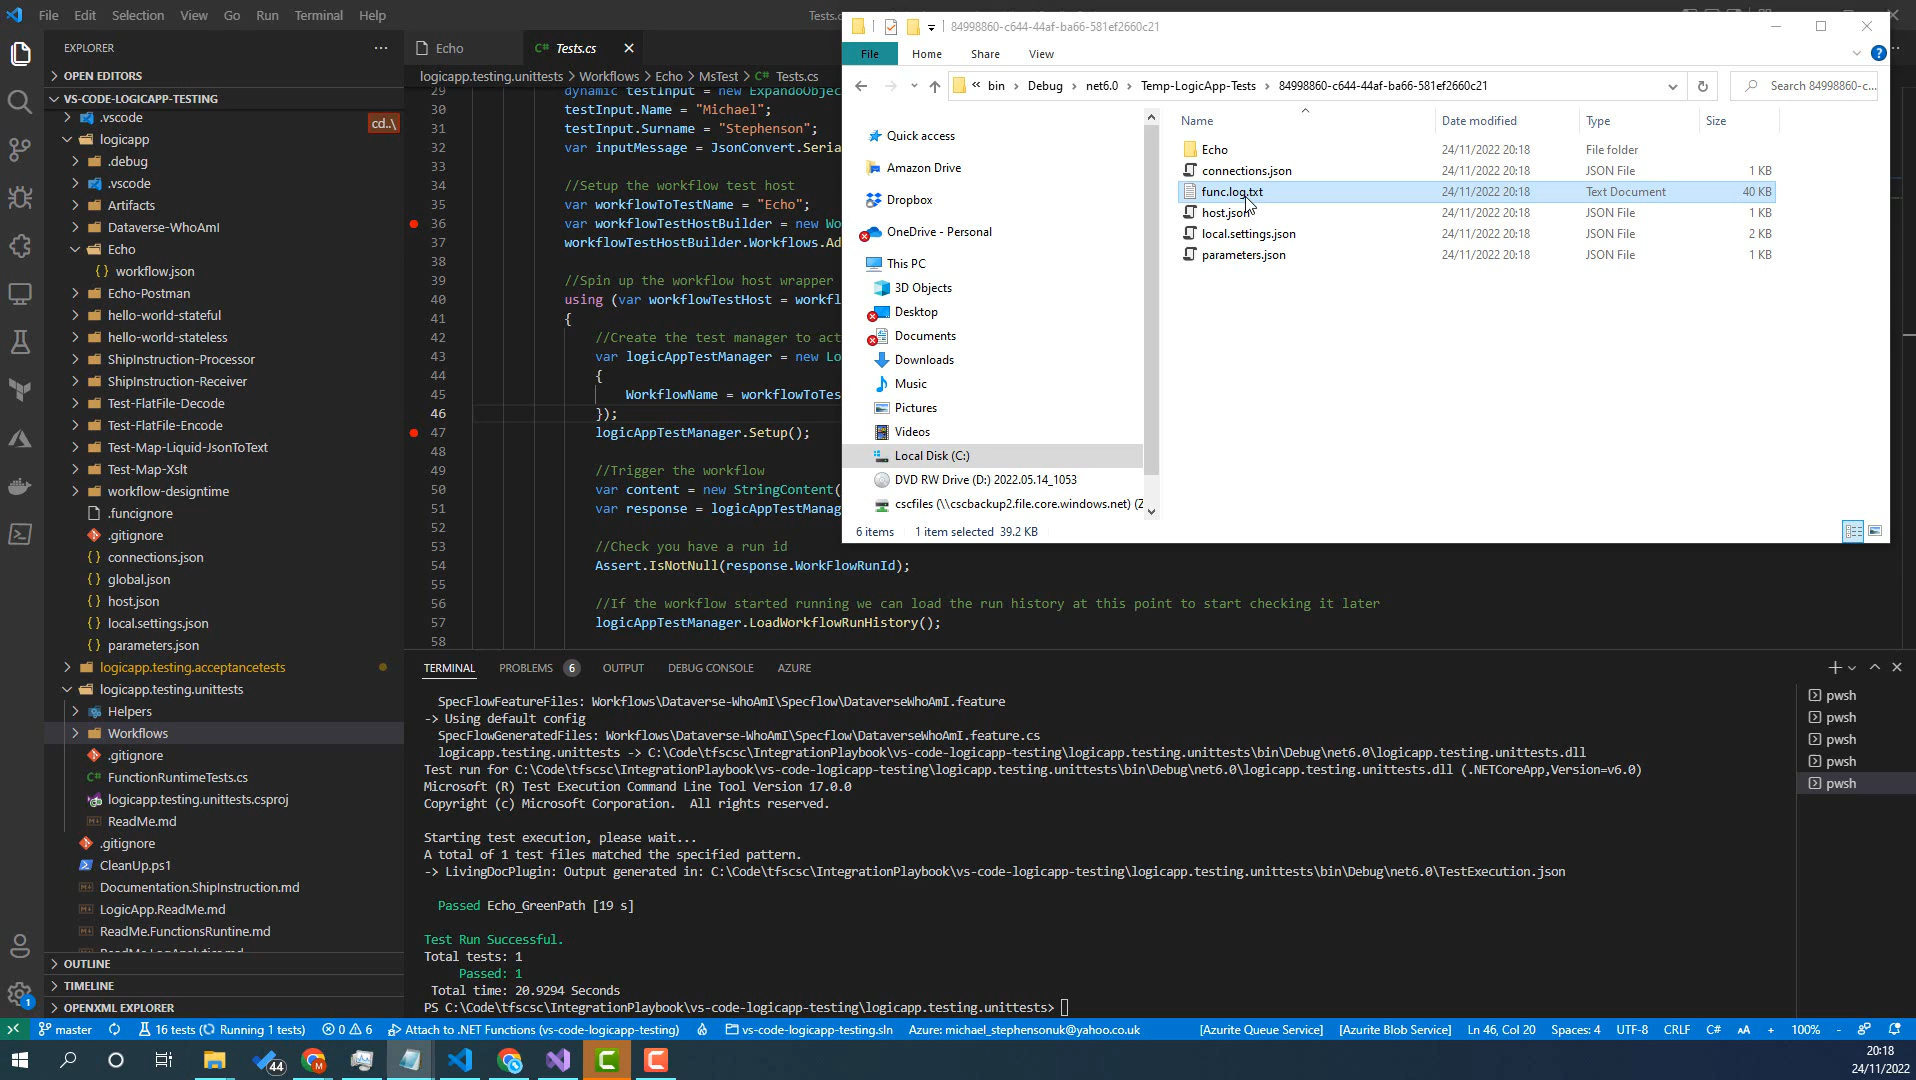 File Edit Selection View Go Run Terminal Help
Tests.c
EXPLORER
OPEN EDITORS
VS-CODE-LOGICAPP-TESTING
.vscode
cd..\
logicapp
.debug
.vscode
Artifacts
Dataverse-WhoAmI
Echo
{} workflow.json
Echo-Postman
hello-world-stateful
hello-world-stateless
ShipInstruction-Processor
ShipInstruction-Receiver
Test-FlatFile-Decode
Test-FlatFile-Encode
Test-Map-Liquid-JsonToText
Test-Map-Xslt
workflow-designtime
.funcignore
.gitignore
{} connections.json
{} global.json
{} host.json
{} local.settings.json
{} parameters.json
logicapp.testing.acceptancetests
logicapp.testing.unittests
Helpers
Workflows
.gitignore
C# FunctionRuntimeTests.cs
logicapp.testing.unittests.csproj
ReadMe.md
.gitignore
CleanUp.ps1
Documentation.ShipInstruction.md
LogicApp.ReadMe.md
ReadMe.FunctionsRuntine.md
ReadMe.LogAnalytics.md
OUTLINE
TIMELINE
OPENXML EXPLORER
Echo
C# Tests.cs
logicapp.testing.unittests > Workflows > Echo > MsTest > C# Tests.cs
29 dynamic testInput = new ExpandoObjec
30 testInput.Name = "Michael";
31 testInput.Surname = "Stephenson";
32 var inputMessage = JsonConvert.Seria
33
34 //Setup the workflow test host
35 var workflowToTestName = "Echo";
36 var workflowTestHostBuilder = new Wo
37 workflowTestHostBuilder.Workflows.Ad
38
39 //Spin up the workflow host wrapper
40 using (var workflowTestHost = workfl
41 {
42 //Create the test manager to act
43 var logicAppTestManager = new Lo
44 {
45 WorkflowName = workflowToTes
46 });
47 logicAppTestManager.Setup();
48
49 //Trigger the workflow
50 var content = new StringContent(
51 var response = logicAppTestManag
52
53 //Check you have a run id
54 Assert.IsNotNull(response.WorkFlowRunId);
55
56 //If the workflow started running we can load the run history at this point to start checking it later
57 logicAppTestManager.LoadWorkflowRunHistory();
58
84998860-c644-44af-ba66-581ef2660c21
File Home Share View
« bin > Debug > net6.0 > Temp-LogicApp-Tests > 84998860-c644-44af-ba66-581ef2660c21
Search 84998860-c...
Quick access
Amazon Drive
Dropbox
OneDrive - Personal
This PC
3D Objects
Desktop
Documents
Downloads
Music
Pictures
Videos
Local Disk (C:)
DVD RW Drive (D:) 2022.05.14_1053
cscfiles (\\cscbackup2.file.core.windows.net) (Z
Name Date modified Type Size
Echo 24/11/2022 20:18 File folder
connections.json 24/11/2022 20:18 JSON File 1 KB
func.log.txt 24/11/2022 20:18 Text Document 40 KB
host.json 24/11/2022 20:18 JSON File 1 KB
local.settings.json 24/11/2022 20:18 JSON File 2 KB
parameters.json 24/11/2022 20:18 JSON File 1 KB
6 items 1 item selected 39.2 KB
TERMINAL PROBLEMS 6 OUTPUT DEBUG CONSOLE AZURE
SpecFlowFeatureFiles: Workflows\Dataverse-WhoAmI\Specflow\DataverseWhoAmI.feature
-> Using default config
SpecFlowGeneratedFiles: Workflows\Dataverse-WhoAmI\Specflow\DataverseWhoAmI.feature.cs
logicapp.testing.unittests -> C:\Code\tfscsc\IntegrationPlaybook\vs-code-logicapp-testing\logicapp.testing.unittests\bin\Debug\net6.0\logicapp.testing.unittests.dll
Test run for C:\Code\tfscsc\IntegrationPlaybook\vs-code-logicapp-testing\logicapp.testing.unittests\bin\Debug\net6.0\logicapp.testing.unittests.dll (.NETCoreApp,Version=v6.0)
Microsoft (R) Test Execution Command Line Tool Version 17.0.0
Copyright (c) Microsoft Corporation. All rights reserved.
Starting test execution, please wait...
A total of 1 test files matched the specified pattern.
-> LivingDocPlugin: Output generated in: C:\Code\tfscsc\IntegrationPlaybook\vs-code-logicapp-testing\logicapp.testing.unittests\bin\Debug\net6.0\TestExecution.json
Passed Echo_GreenPath [19 s]
Test Run Successful.
Total tests: 1
Passed: 1
Total time: 20.9294 Seconds
PS C:\Code\tfscsc\IntegrationPlaybook\vs-code-logicapp-testing\logicapp.testing.unittests>
pwsh
pwsh
pwsh
pwsh
pwsh
master 16 tests ( Running 1 tests) 0 6 Attach to .NET Functions (vs-code-logicapp-testing) vs-code-logicapp-testing.sln Azure: michael_stephensonuk@yahoo.co.uk [Azurite Queue Service] [Azurite Blob Service] Ln 46, Col 20 Spaces: 4 UTF-8 CRLF C# AA + 100% -
1
44
20:18
24/11/2022